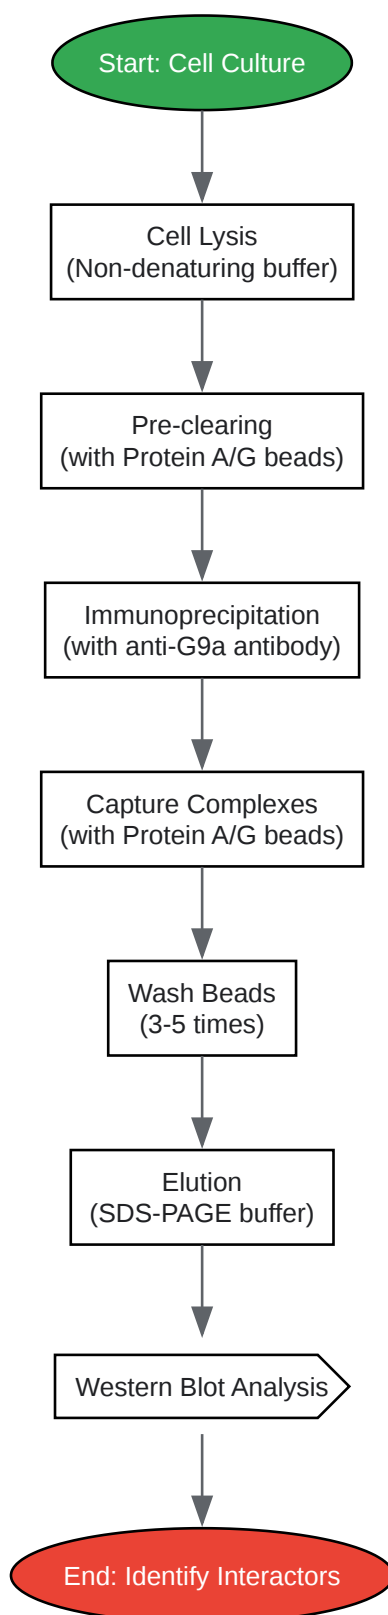 Start: Cell Culture
Cell Lysis
(Non-denaturing buffer)
Pre-clearing
(with Protein A/G beads)
Immunoprecipitation
(with anti-G9a antibody)
Capture Complexes
(with Protein A/G beads)
Wash Beads
(3-5 times)
Elution
(SDS-PAGE buffer)
Western Blot Analysis
End: Identify Interactors